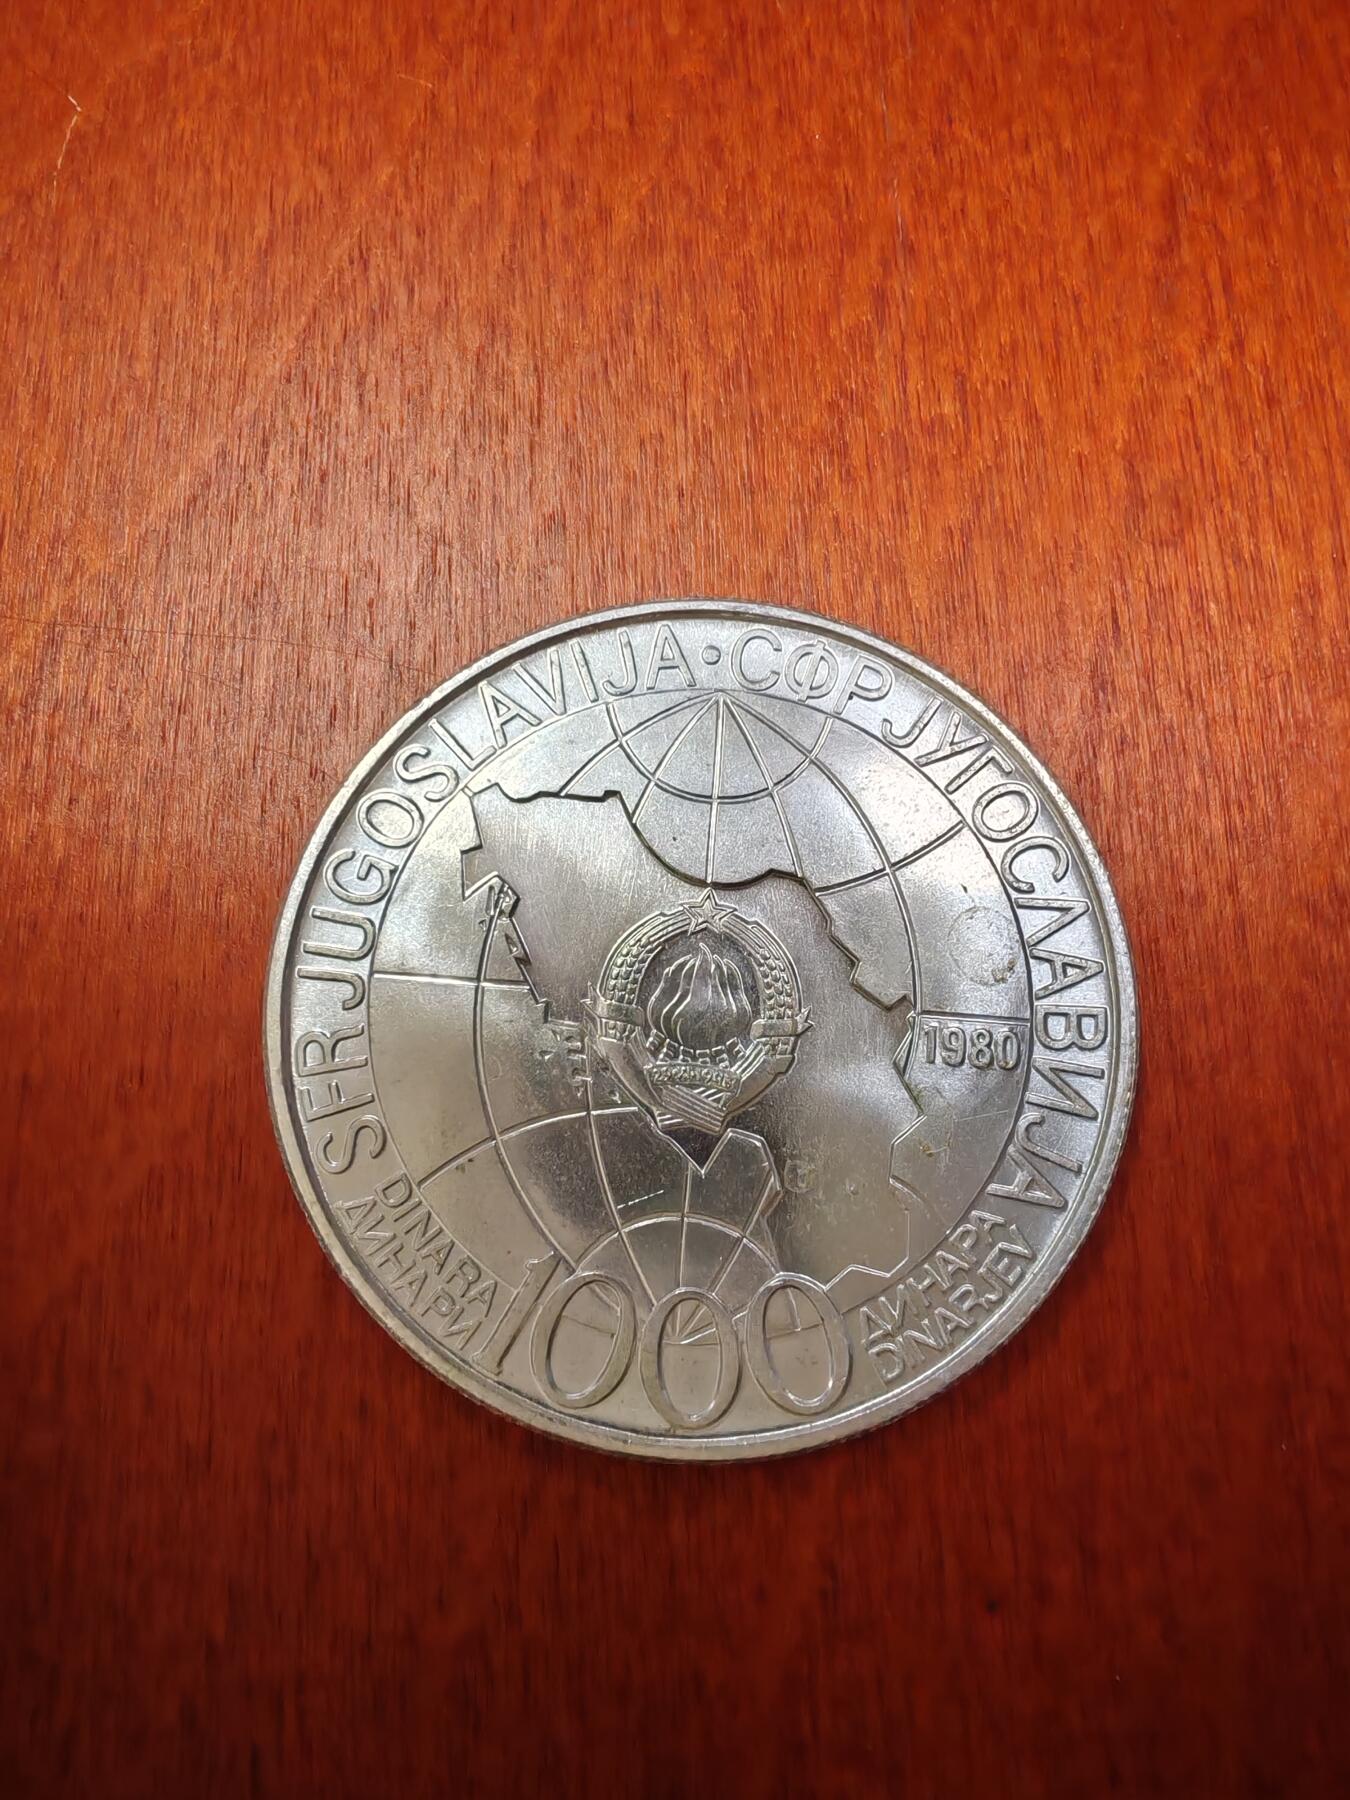 SFR JUGOSLAVIJA · СФР ЈУГОСЛАВИЈА
1980
DINARA
ДИНАРИ
1000
ДИНАРА
DINARJEV